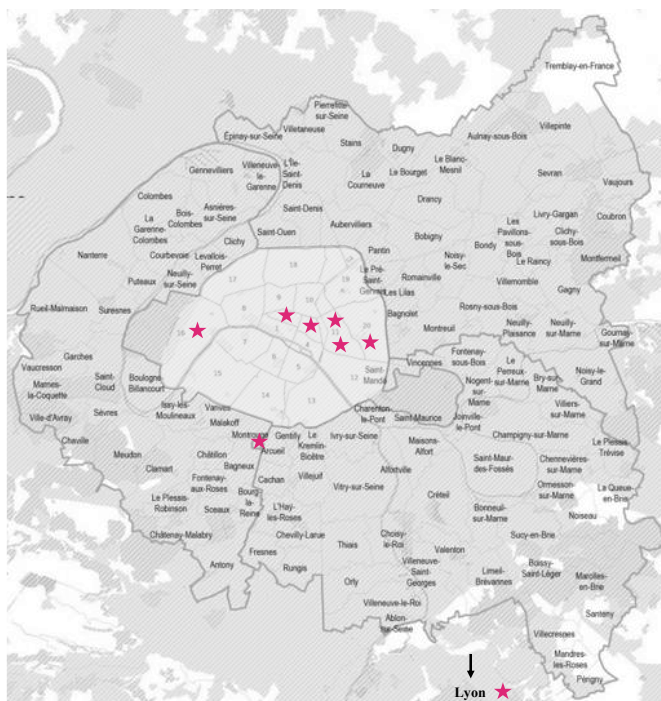 Tremblay-en-France
Pierrefitte-
sur-Seine
Villetaneuse
Épinay-sur-Seine
Stains
Dugny
Aulnay-sous-Bois
Villepinte
Gennevilliers
Villeneuve-
la-
Garenne
L'Île-
Saint-
Denis
La
Courneuve
Le Bourget
Le Blanc-
Mesnil
Sevran
Vaujours
Colombes
Bois-
Colombes
Asnières-
sur-Seine
La
Garenne-
Colombes
Saint-Denis
Aubervilliers
Drancy
Livry-Gargan
Coubron
Les
Pavillons-
sous-
Bois
Clichy-
sous-Bois
Nanterre
Courbevoie
Clichy
Saint-Ouen
Levallois-
Perret
Pantin
Bobigny
Bondy
Noisy-
le-Sec
Le Raincy
Montfermeil
Puteaux
Neuilly-
sur-Seine
Le Pré-
Saint-
Gervais
Les Lilas
Romainville
Villemomble
Gagny
Rueil-Malmaison
Suresnes
Bagnolet
Rosny-sous-Bois
Montreuil
Neuilly-
Plaisance
Neuilly-
sur-Marne
Gournay-
sur-Marne
17
18
19
9
10
8
1
16
20
11
4
7
6
5
15
14
13
12
Garches
Vaucresson
Marnes-
la-Coquette
Saint-
Cloud
Boulogne-
Billancourt
Ville-d'Avray
Sèvres
Issy-les-
Moulineaux
Vanves
Malakoff
Montrouge
Gentilly
Le
Kremlin-
Bicêtre
Arcueil
Ivry-sur-Seine
Charenton-
le-Pont
Saint-
Mandé
Saint-Maurice
Vincennes
Fontenay-
sous-Bois
Nogent-
sur-Marne
Le
Perreux-
sur-Marne
Bry-sur-
Marne
Noisy-le-
Grand
Joinville-
le-Pont
Villiers-
sur-Marne
Champigny-sur-Marne
Le Plessis-
Trévise
Chaville
Meudon
Clamart
Châtillon
Bagneux
Fontenay-
aux-Roses
Cachan
Villejuif
Vitry-sur-Seine
Maisons-
Alfort
Alfortville
Saint-Maur-
des-Fossés
Chennevières-
sur-Marne
Ormesson-
sur-Marne
La Queue-
en-Brie
Noiseau
Créteil
Bonneuil-
sur-Marne
Sucy-en-Brie
Le Plessis-
Robinson
Sceaux
Bourg-
la-
Reine
L'Haÿ-
les-Roses
Chevilly-Larue
Châtenay-Malabry
Antony
Fresnes
Rungis
Thiais
Choisy-
le-Roi
Orly
Villeneuve-
Saint-
Georges
Valenton
Limeil-
Brévannes
Boissy-
Saint-Léger
Marolles-
en-Brie
Villeneuve-le-Roi
Ablon-
sur-Seine
Santeny
Villecresnes
Mandres-
les-Roses
Périgny
Lyon